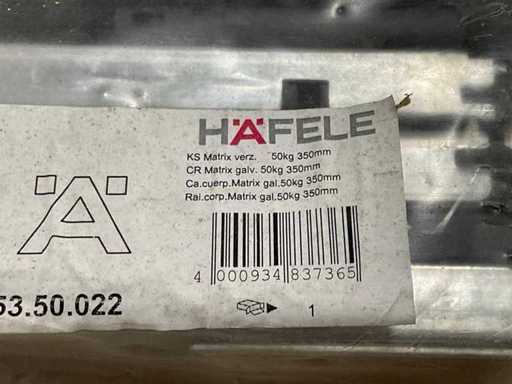 HÄFELE
KS Matrix verz. 50kg 350mm
CR Matrix galv. 50kg 350mm
Ca.cuerp.Matrix gal.50kg 350mm
Rai.corp.Matrix gal.50kg 350mm
Ä
4 000934 837365
53.50.022
1